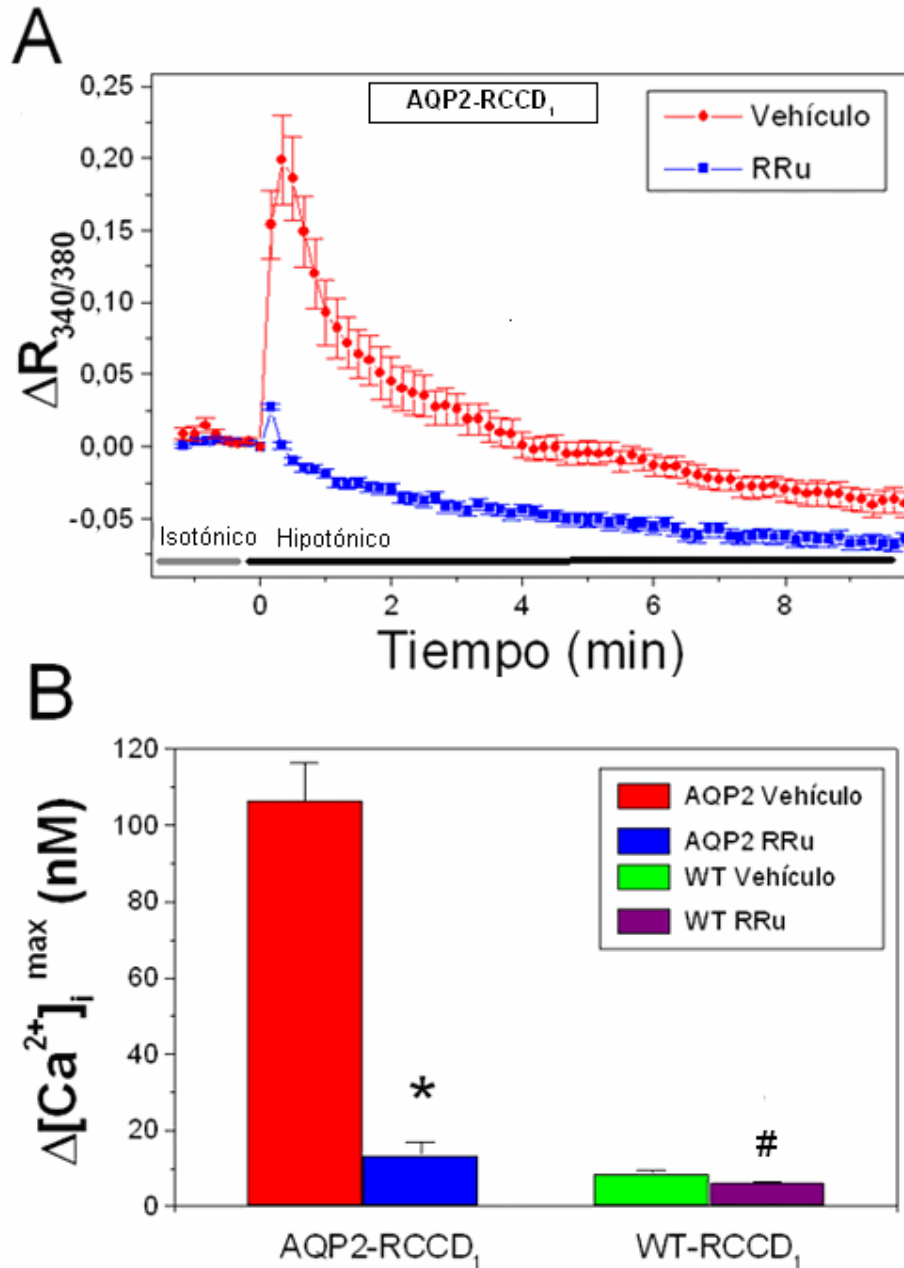 A
AQP2-RCCD₁
Vehículo
RRu
ΔR340/380
0,25
0,20
0,15
0,10
0,05
0,00
-0,05
Isotónico
Hipotónico
0
2
4
6
8
Tiempo (min)
B
Δ[Ca²⁺]ᵢ max (nM)
120
100
80
60
40
20
0
AQP2 Vehículo
AQP2 RRu
WT Vehículo
WT RRu
*
#
AQP2-RCCD₁
WT-RCCD₁